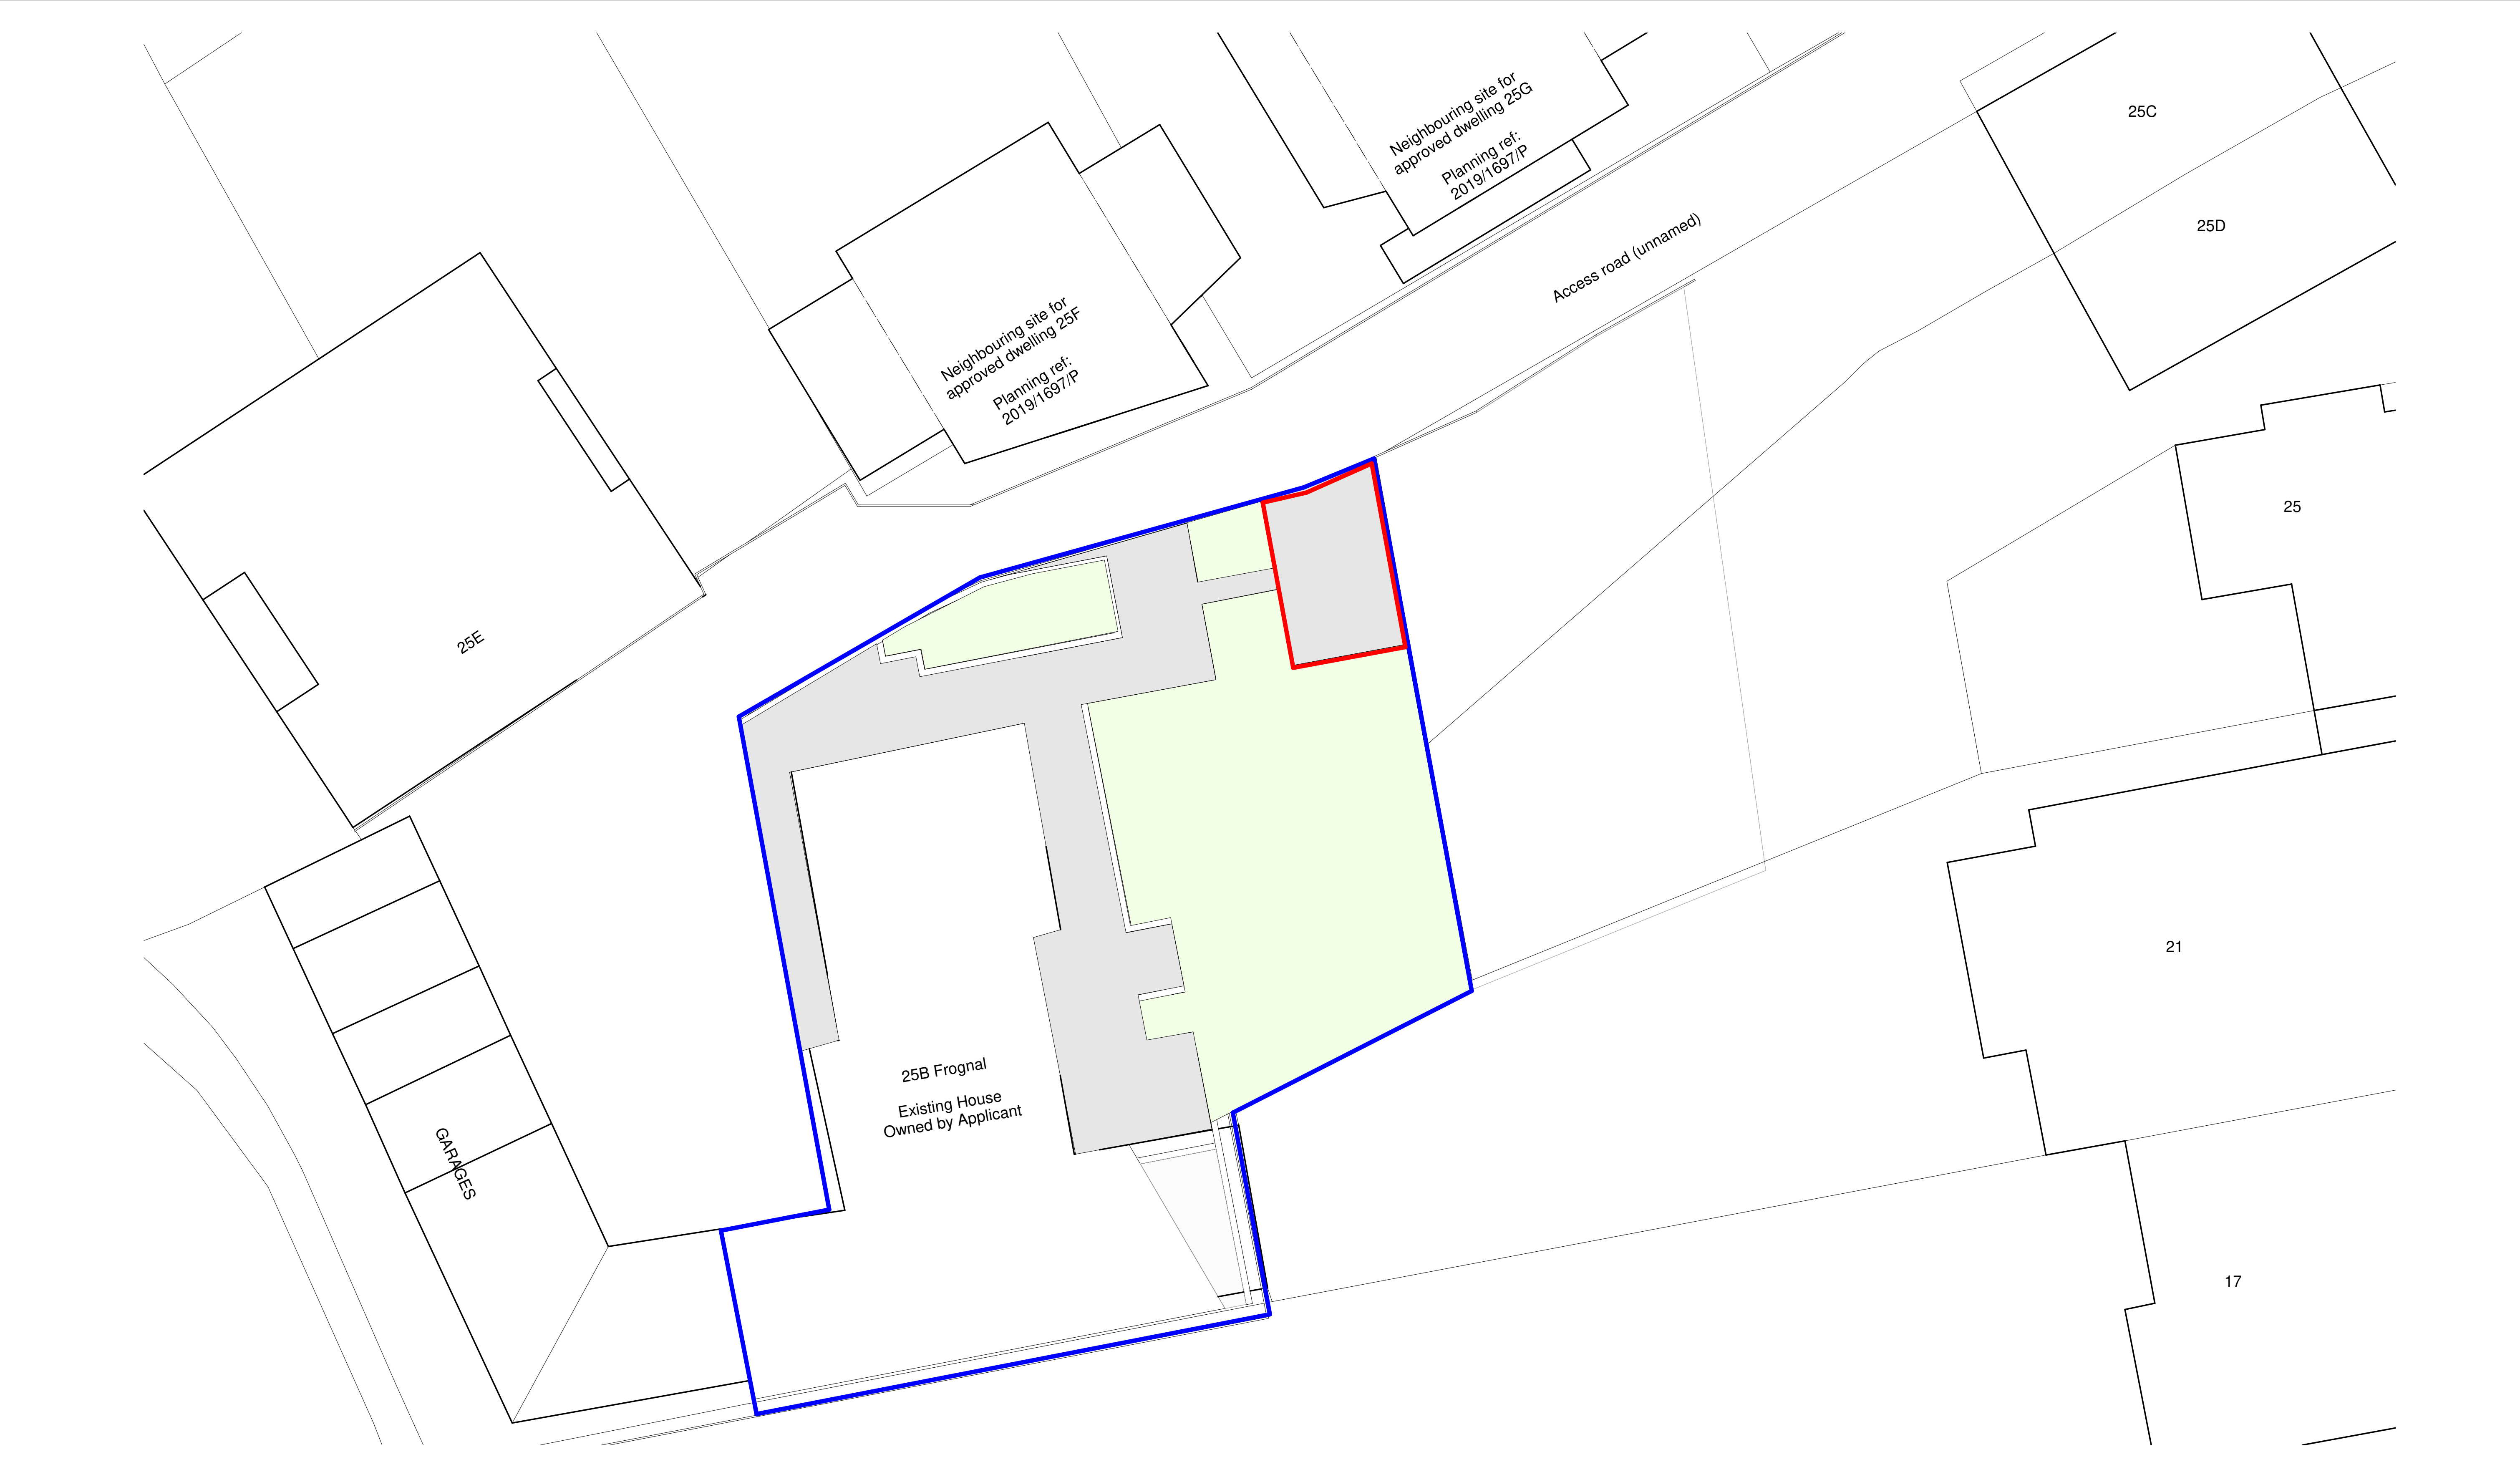 Neighbouring site for
approved dwelling 25G
Planning ref:
2019/1697/P
25C
25D
Access road (unnamed)
Neighbouring site for
approved dwelling 25F
Planning ref:
2019/1697/P
25
25E
21
25B Frognal
Existing House
Owned by Applicant
GARAGES
17